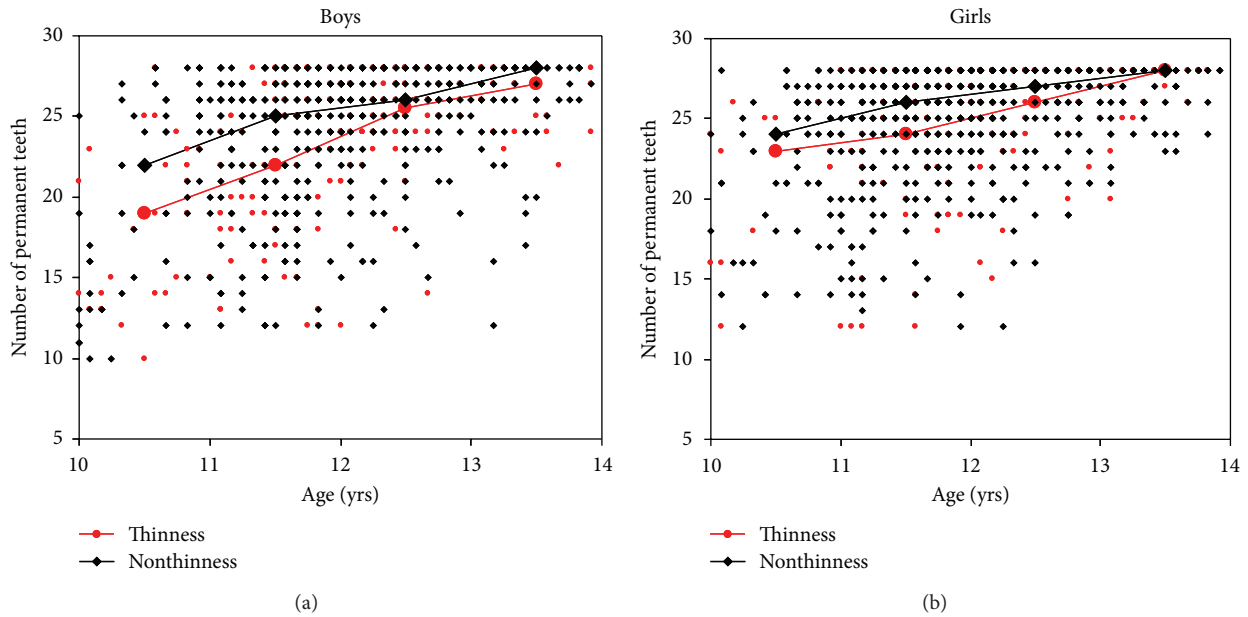 Boys
30
25
20
15
10
5
Number of permanent teeth
10 11 12 13 14
Age (yrs)
Thinness
Nonthinness
(a)
Girls
30
25
20
15
10
5
Number of permanent teeth
10 11 12 13 14
Age (yrs)
Thinness
Nonthinness
(b)